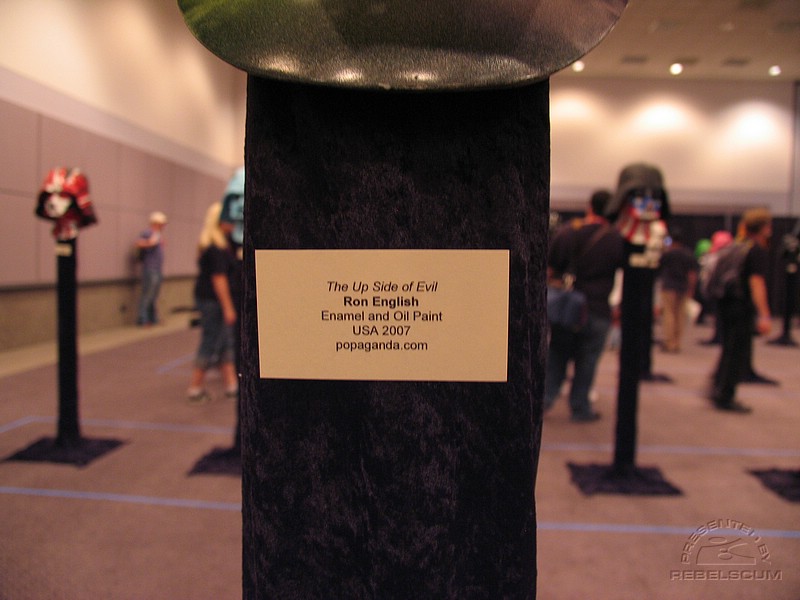 The Up Side of Evil
Ron English
Enamel and Oil Paint
USA 2007
popaganda.com
PRESENTED BY
REBELSCUM